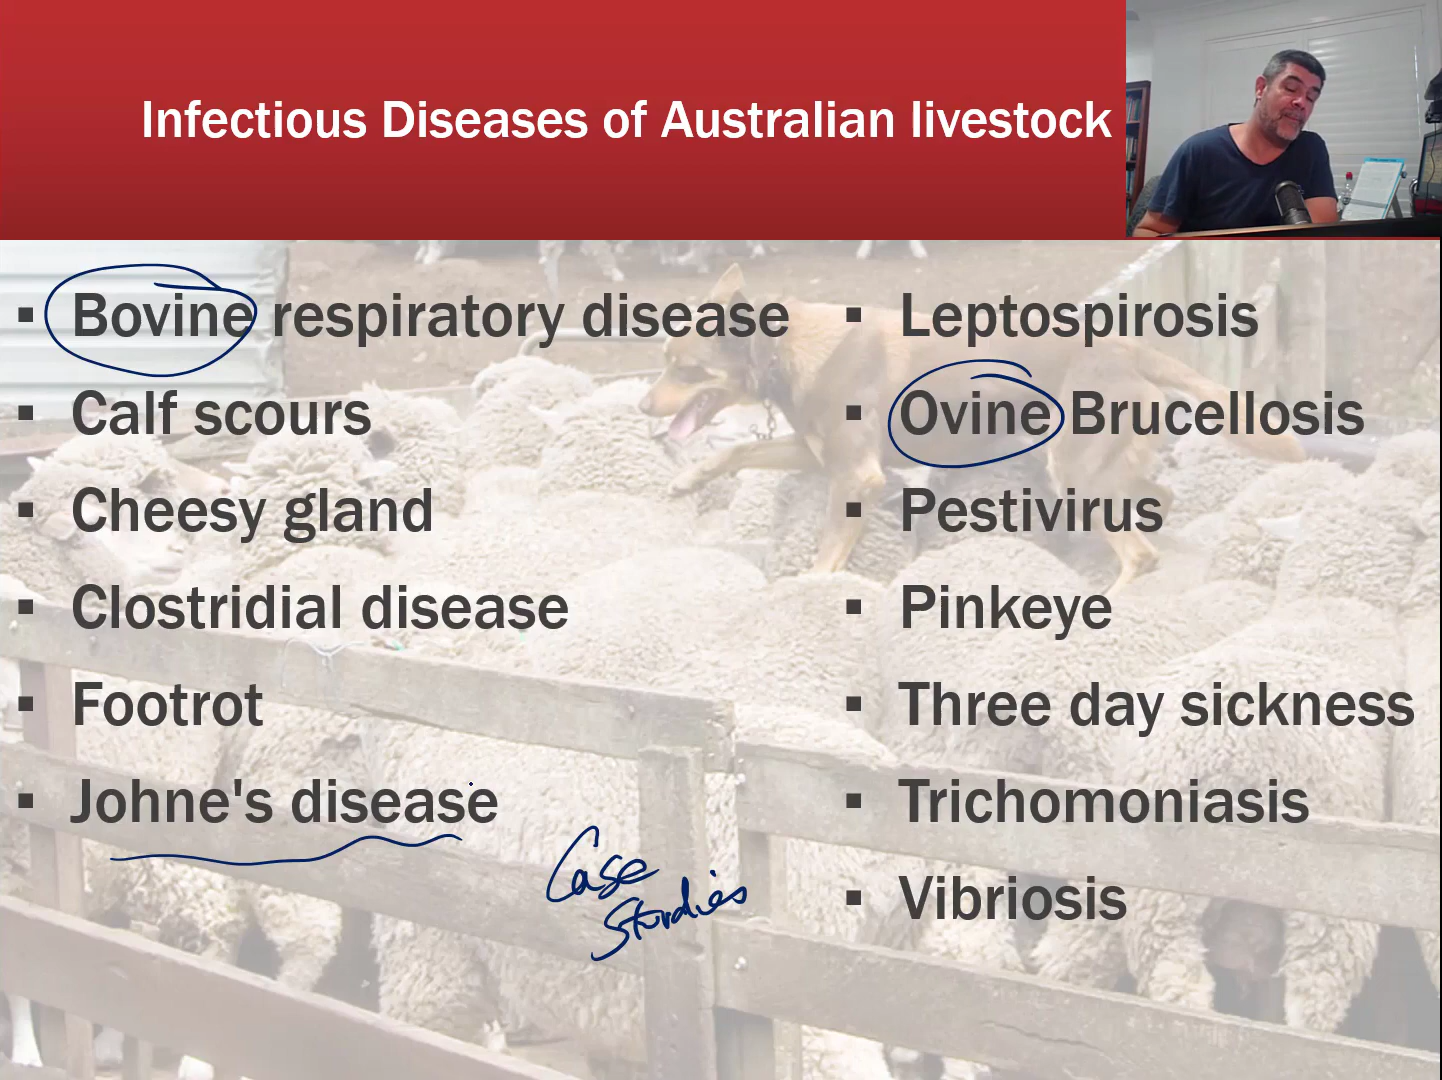 Infectious Diseases of Australian livestock
▪ Bovine respiratory disease
▪ Calf scours
▪ Cheesy gland
▪ Clostridial disease
▪ Footrot
▪ Johne's disease
Case
Studies
▪ Leptospirosis
▪ Ovine Brucellosis
▪ Pestivirus
▪ Pinkeye
▪ Three day sickness
▪ Trichomoniasis
▪ Vibriosis